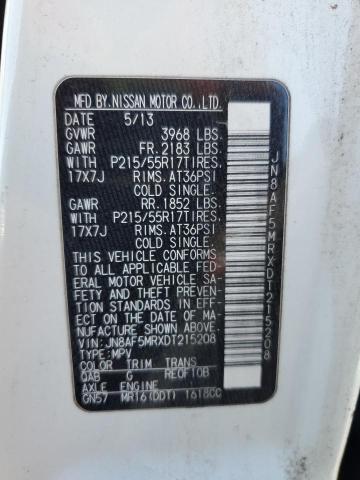 MFD.BY.NISSAN MOTOR CO.,LTD.
DATE 5/13
GVWR 3968 LBS.
GAWR FR.2183 LBS.
WITH P215/55R17TIRES.
17X7J RIMS.AT36PSI
COLD SINGLE.
GAWR RR.1852 LBS.
WITH P215/55R17TIRES.
17X7J RIMS.AT36PSI
COLD SINGLE.
THIS VEHICLE CONFORMS
TO ALL APPLICABLE FED-
ERAL MOTOR VEHICLE SA-
FETY AND THEFT PREVEN-
TION STANDARDS IN EFF-
ECT ON THE DATE OF MA-
NUFACTURE SHOWN ABOVE.
VIN:JN8AF5MRXDT215208
TYPE:MPV
COLOR TRIM TRANS
QAB G RE0F10B
AXLE ENGINE
GN57 MR16(DDT) 1618CC
JN8AF5MRXDT215208